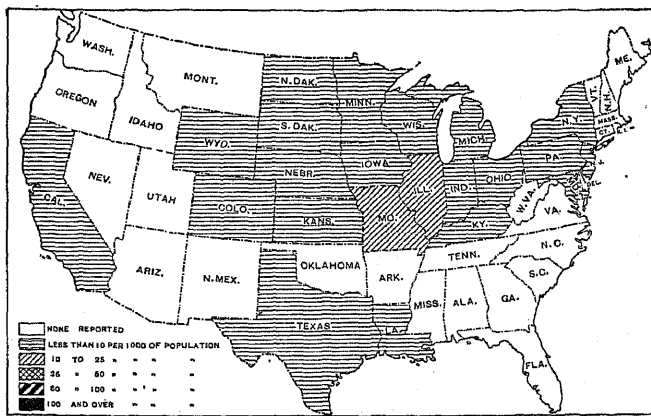 WASH.
MONT.
N. DAK.
MINN.
ME.
VT.
N.H.
OREGON
IDAHO
S. DAK.
WIS.
MICH.
N.Y.
MASS.
CT.
R.I.
WYO.
NEBR.
IOWA
PA.
NEV.
UTAH
COLO.
KANS.
MO.
ILL.
IND.
OHIO
N.J.
DEL.
CAL.
KY.
W. VA.
VA.
ARIZ.
N. MEX.
OKLAHOMA
ARK.
TENN.
N.C.
S.C.
TEXAS
LA.
MISS.
ALA.
GA.
FLA.
NONE REPORTED
LESS THAN 10 PER 1000 OF POPULATION
10 TO 25 " " " "
25 " 50 " " " "
50 " 100 " " " "
100 AND OVER " " "